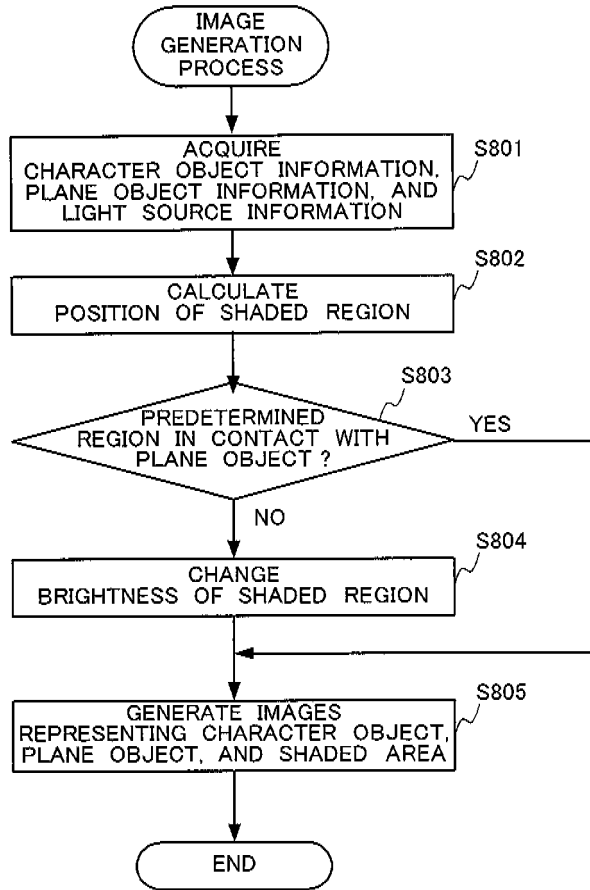 IMAGE
GENERATION
PROCESS
S801
ACQUIRE
CHARACTER OBJECT INFORMATION,
PLANE OBJECT INFORMATION, AND
LIGHT SOURCE INFORMATION
S802
CALCULATE
POSITION OF SHADED REGION
S803
PREDETERMINED
REGION IN CONTACT WITH
PLANE OBJECT ?
YES
NO
S804
CHANGE
BRIGHTNESS OF SHADED REGION
S805
GENERATE IMAGES
REPRESENTING CHARACTER OBJECT,
PLANE OBJECT, AND SHADED AREA
END